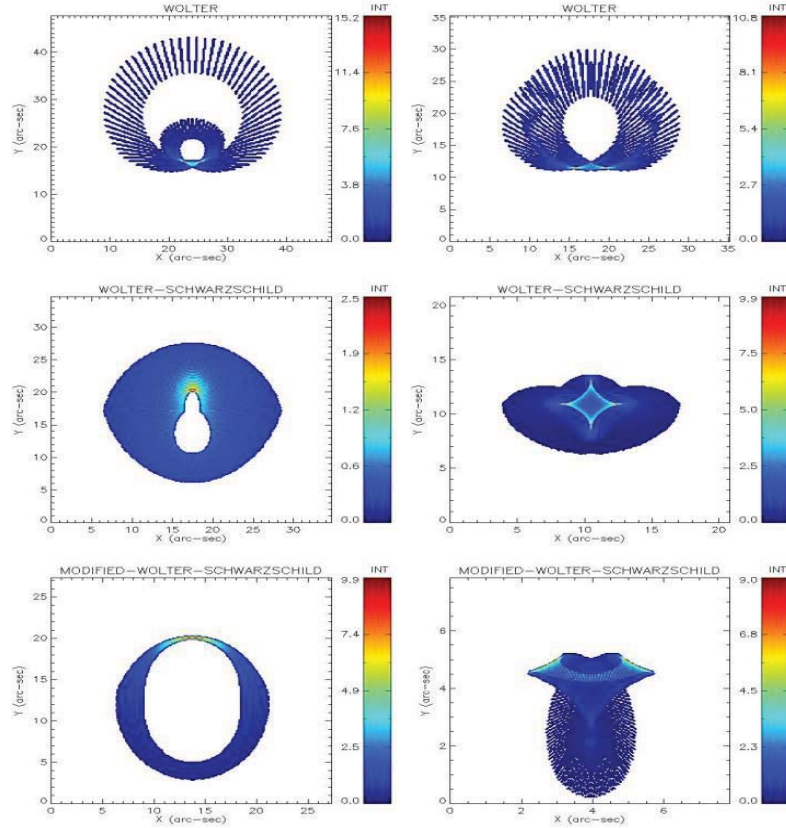 WOLTER INT
15.2
11.4
7.6
3.8
0.0
Y (arc-sec)
40
30
20
10
0
0 10 20 30 40
X (arc-sec)
WOLTER INT
10.8
8.1
5.4
2.7
0.0
Y (arc-sec)
35
30
25
20
15
10
5
0
0 5 10 15 20 25 30 35
X (arc-sec)
WOLTER-SCHWARZSCHILD INT
2.5
1.9
1.2
0.6
0.0
Y (arc-sec)
30
25
20
15
10
5
0
0 5 10 15 20 25 30
X (arc-sec)
WOLTER-SCHWARZSCHILD INT
9.9
7.5
5.0
2.5
0.0
Y (arc-sec)
20
15
10
5
0
0 5 10 15 20
X (arc-sec)
MODIFIED-WOLTER-SCHWARZSCHILD INT
9.9
7.4
4.9
2.5
0.0
Y (arc-sec)
25
20
15
10
5
0
0 5 10 15 20 25
X (arc-sec)
MODIFIED-WOLTER-SCHWARZSCHILD INT
9.0
6.8
4.5
2.3
0.0
Y (arc-sec)
6
4
2
0
0 2 4 6
X (arc-sec)